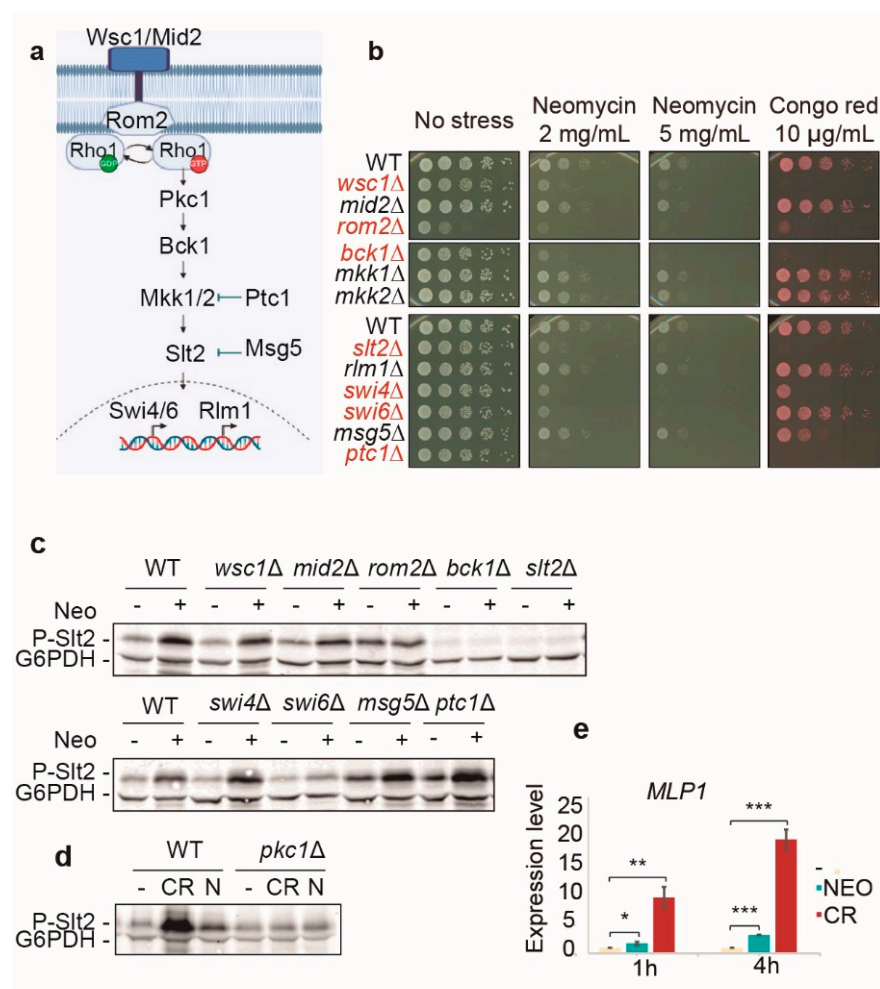 a
Wsc1/Mid2
Rom2
Rho1 GDP Rho1 GTP
Pkc1
Bck1
Mkk1/2 Ptc1
Slt2 Msg5
Swi4/6 Rlm1
b
No stress Neomycin 2 mg/mL Neomycin 5 mg/mL Congo red 10 µg/mL
WT
wsc1Δ
mid2Δ
rom2Δ
bck1Δ
mkk1Δ
mkk2Δ
WT
slt2Δ
rlm1Δ
swi4Δ
swi6Δ
msg5Δ
ptc1Δ
c
WT wsc1Δ mid2Δ rom2Δ bck1Δ slt2Δ
Neo - + - + - + - + - + - +
P-Slt2 -
G6PDH -
WT swi4Δ swi6Δ msg5Δ ptc1Δ
Neo - + - + - + - + - +
P-Slt2 -
G6PDH -
d
WT pkc1Δ
- CR N - CR N
P-Slt2 -
G6PDH -
e
MLP1
Expression level
25
20
15
10
5
0
* ** *** ***
1h 4h
-
NEO
CR